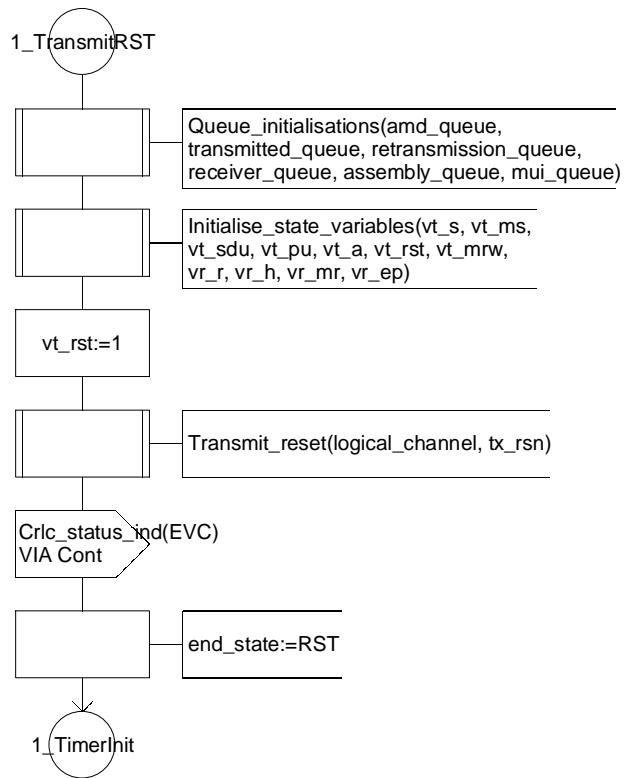 1_TransmitRST
Queue_initialisations(amd_queue,
transmitted_queue, retransmission_queue,
receiver_queue, assembly_queue, mui_queue)
Initialise_state_variables(vt_s, vt_ms,
vt_sdu, vt_pu, vt_a, vt_rst, vt_mrw,
vr_r, vr_h, vr_mr, vr_ep)
vt_rst:=1
Transmit_reset(logical_channel, tx_rsn)
Crlc_status_ind(EVC)
VIA Cont
end_state:=RST
1_TimerInit